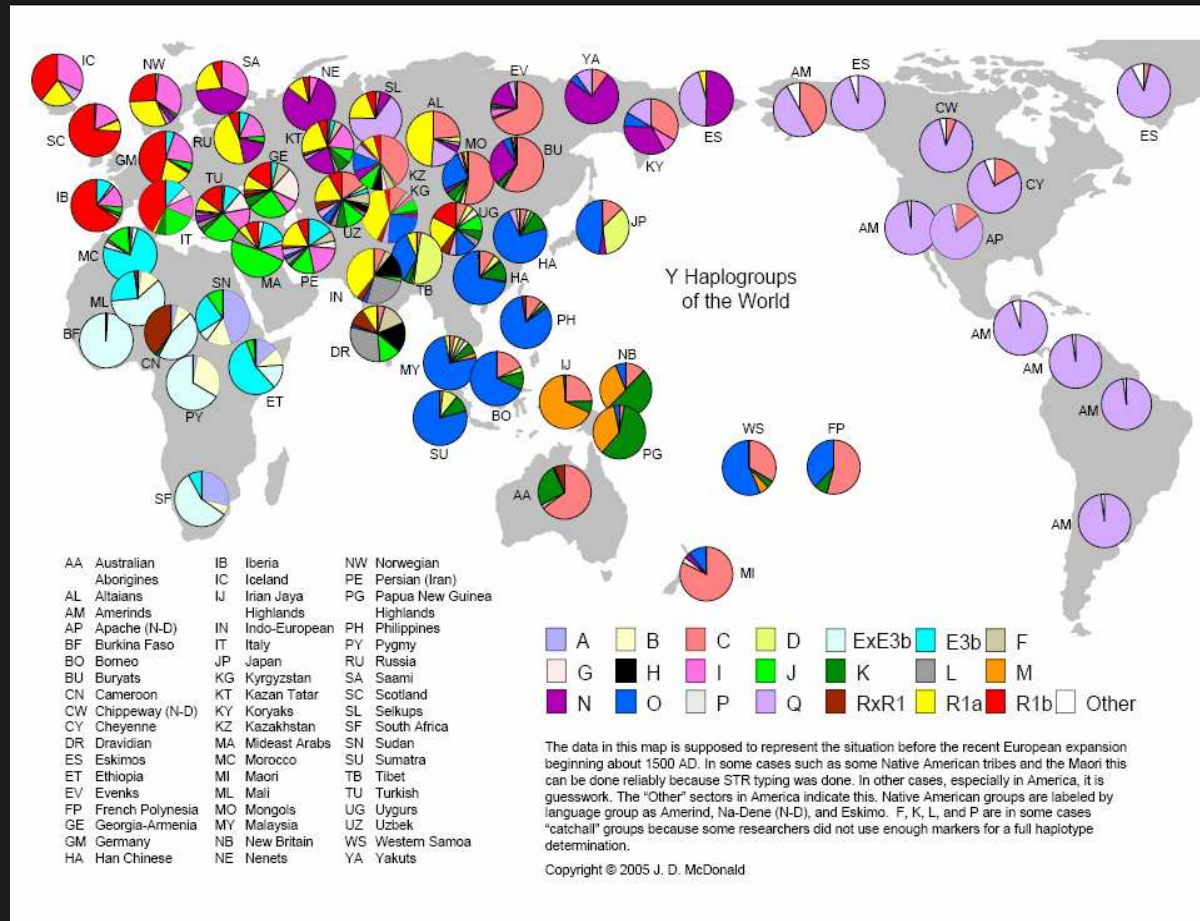 IC
NW
SA
NE
SL
AL
EV
YA
ES
AM
ES
CW
ES
SC
GM
RU
KT
MO
BU
KY
CY
GE
KZ
KG
IB
TU
IT
UZ
UG
JP
AM
AP
MC
MA
PE
IN
TB
HA
HA
Y Haplogroups
of the World
ML
SN
BF
CN
DR
PH
AM
MY
IJ
NB
AM
PY
ET
BO
AM
SU
PG
WS
FP
SF
AA
AM
MI
AA Australian
Aborigines
AL Altaians
AM Amerinds
AP Apache (N-D)
BF Burkina Faso
BO Borneo
BU Buryats
CN Cameroon
CW Chippeway (N-D)
CY Cheyenne
DR Dravidian
ES Eskimos
ET Ethiopia
EV Evenks
FP French Polynesia
GE Georgia-Armenia
GM Germany
HA Han Chinese
IB Iberia
IC Iceland
IJ Irian Jaya
Highlands
IN Indo-European
IT Italy
JP Japan
KG Kyrgyzstan
KT Kazan Tatar
KY Koryaks
KZ Kazakhstan
MA Mideast Arabs
MC Morocco
MI Maori
ML Mali
MO Mongols
MY Malaysia
NB New Britain
NE Nenets
NW Norwegian
PE Persian (Iran)
PG Papua New Guinea
Highlands
PH Philippines
PY Pygmy
RU Russia
SA Saami
SC Scotland
SL Selkups
SF South Africa
SN Sudan
SU Sumatra
TB Tibet
TU Turkish
UG Uygurs
UZ Uzbek
WS Western Samoa
YA Yakuts
A B C D ExE3b E3b F
G H I J K L M
N O P Q RxR1 R1a R1b Other
The data in this map is supposed to represent the situation before the recent European expansion
beginning about 1500 AD. In some cases such as some Native American tribes and the Maori this
can be done reliably because STR typing was done. In other cases, especially in America, it is
guesswork. The “Other” sectors in America indicate this. Native American groups are labeled by
language group as Amerind, Na-Dene (N-D), and Eskimo. F, K, L, and P are in some cases
“catchall” groups because some researchers did not use enough markers for a full haplotype
determination.
Copyright © 2005 J. D. McDonald